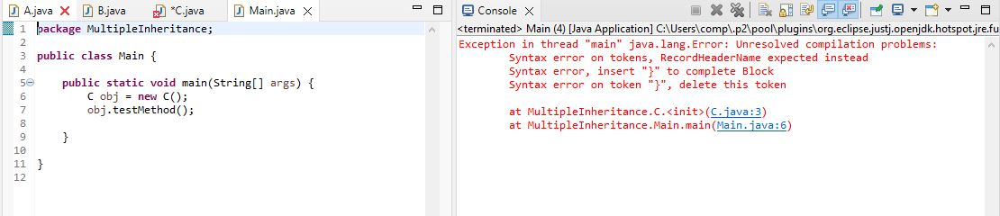 A.java
B.java
*C.java
Main.java
1 package MultipleInheritance;
2
3 public class Main {
4
5 public static void main(String[] args) {
6 C obj = new C();
7 obj.testMethod();
8
9 }
10
11 }
12
Console
<terminated> Main (4) [Java Application] C:\Users\comp\.p2\pool\plugins\org.eclipse.justj.openjdk.hotspot.jre.fu
Exception in thread "main" java.lang.Error: Unresolved compilation problems:
Syntax error on tokens, RecordHeaderName expected instead
Syntax error, insert "}" to complete Block
Syntax error on token "}", delete this token
at MultipleInheritance.C.<init>(C.java:3)
at MultipleInheritance.Main.main(Main.java:6)